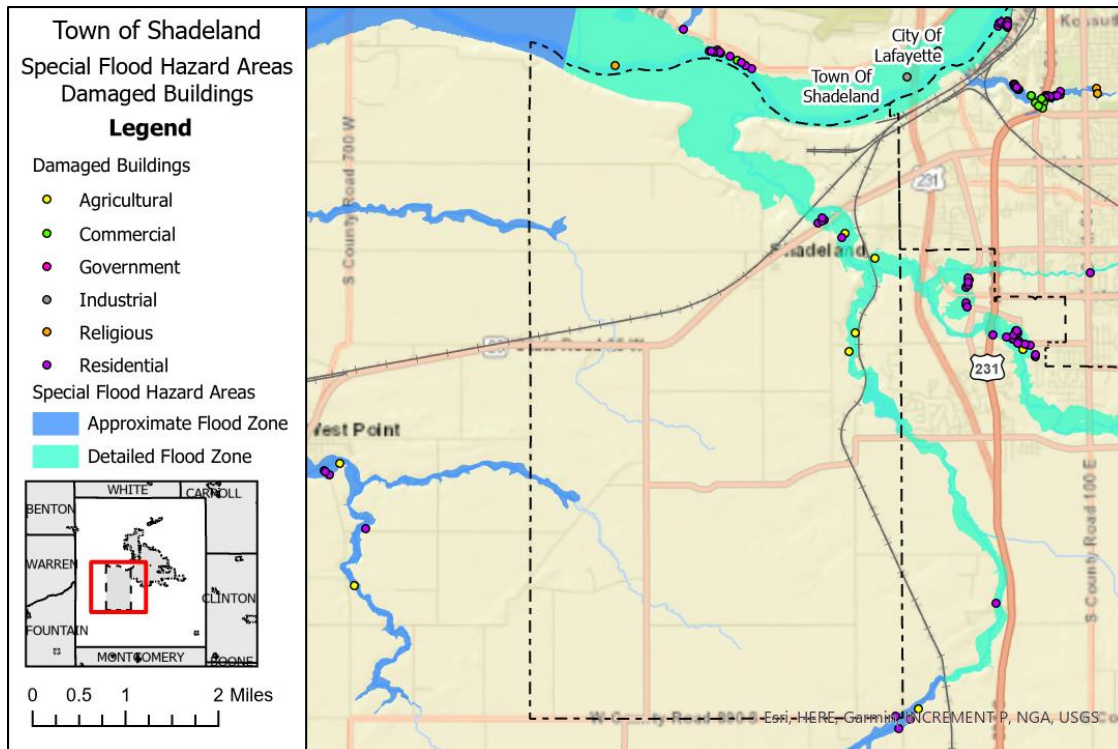 Town of Shadeland
Special Flood Hazard Areas
Damaged Buildings
Legend
Damaged Buildings
Agricultural
Commercial
Government
Industrial
Religious
Residential
Special Flood Hazard Areas
Approximate Flood Zone
Detailed Flood Zone
WHITE
CARROLL
BENTON
WARREN
CLINTON
FOUNTAIN
MONTGOMERY
BOONE
0 0.5 1 2 Miles
Rd
City Of
Lafayette
Town Of
Shadeland
S County Road 700 W
231
Shadeland
231
West Point
S County Road 100 E
Esri, HERE, Garmin, INCREMENT P, NGA, USGS